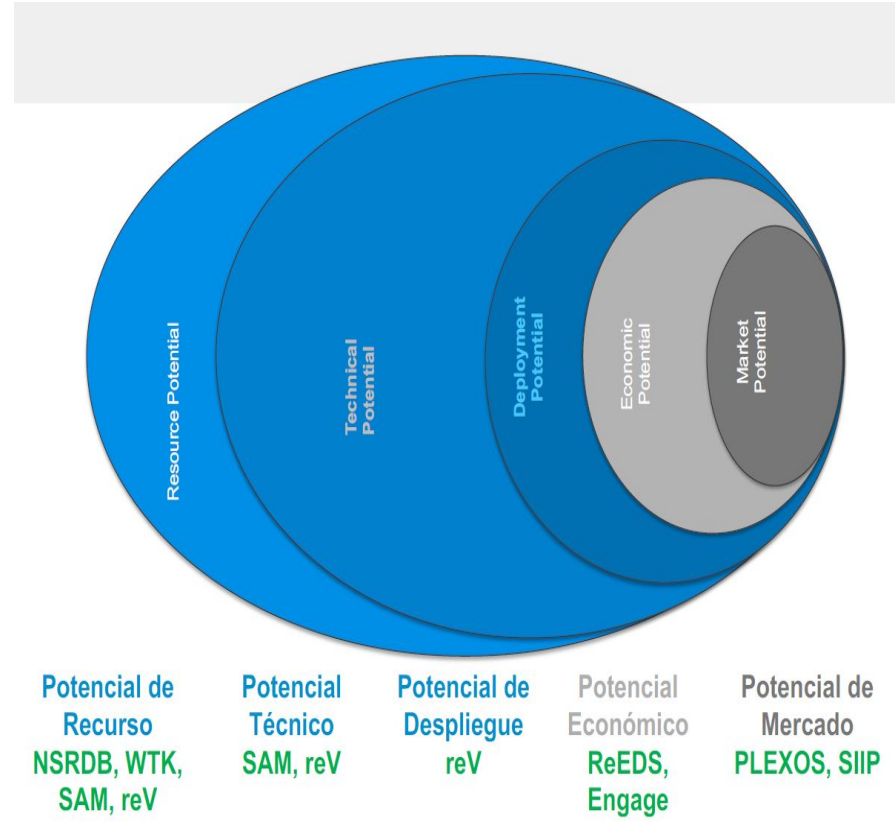 Resource Potential
Technical
Potential
Deployment
Potential
Economic
Potential
Market
Potential
Potencial de
Recurso
NSRDB, WTK,
SAM, reV
Potencial
Técnico
SAM, reV
Potencial de
Despliegue
reV
Potencial
Económico
ReEDS,
Engage
Potencial de
Mercado
PLEXOS, SIIP